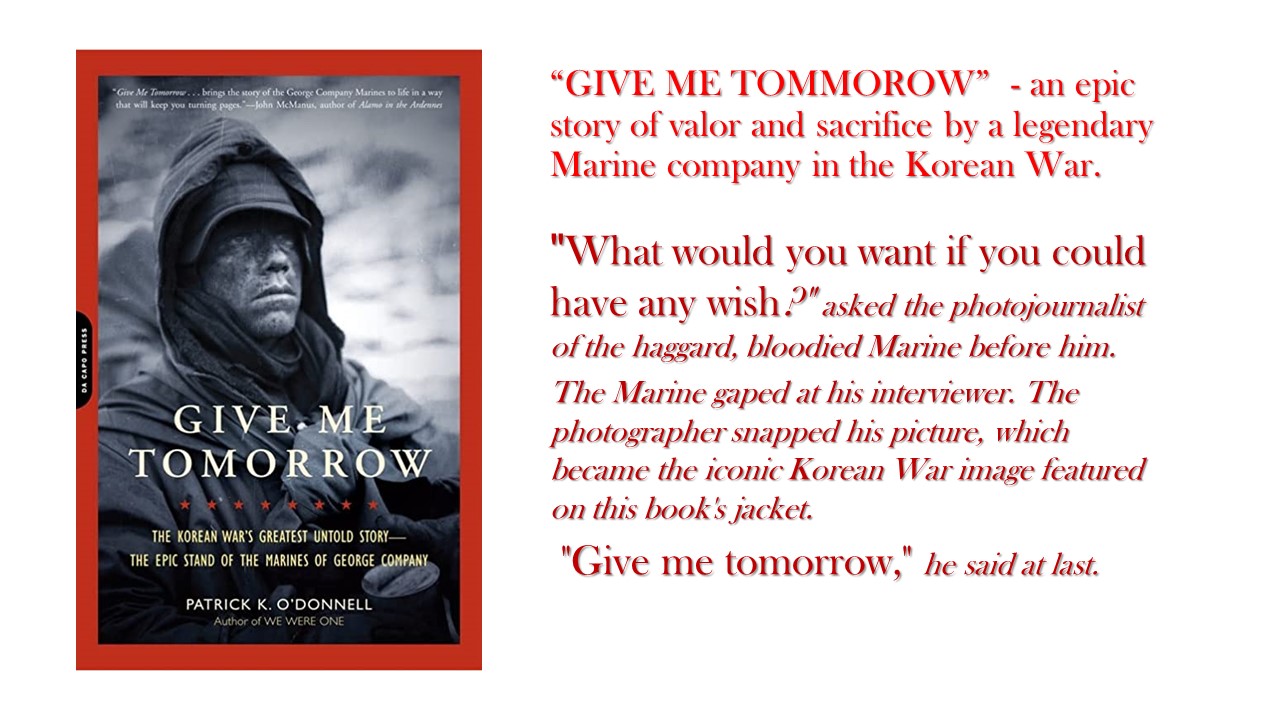 "Give Me Tomorrow . . . brings the story of the George Company Marines to life in a way
that will keep you turning pages."—John McManus, author of Alamo in the Ardennes
DA CAPO PRESS
GIVE ME
TOMORROW
THE KOREAN WAR'S GREATEST UNTOLD STORY—
THE EPIC STAND OF THE MARINES OF GEORGE COMPANY
PATRICK K. O'DONNELL
Author of WE WERE ONE
“GIVE ME TOMMOROW” - an epic
story of valor and sacrifice by a legendary
Marine company in the Korean War.
"What would you want if you could
have any wish?" asked the photojournalist
of the haggard, bloodied Marine before him.
The Marine gaped at his interviewer. The
photographer snapped his picture, which
became the iconic Korean War image featured
on this book's jacket.
"Give me tomorrow," he said at last.